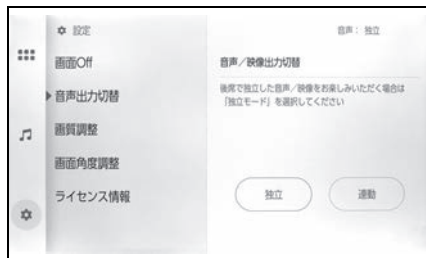 設定
音声： 独立
画面Off
音声出力切替
画質調整
画面角度調整
ライセンス情報
音声／映像出力切替
後席で独立した音声／映像をお楽しみいただく場合は
「独立モード」を選択してください
独立
連動